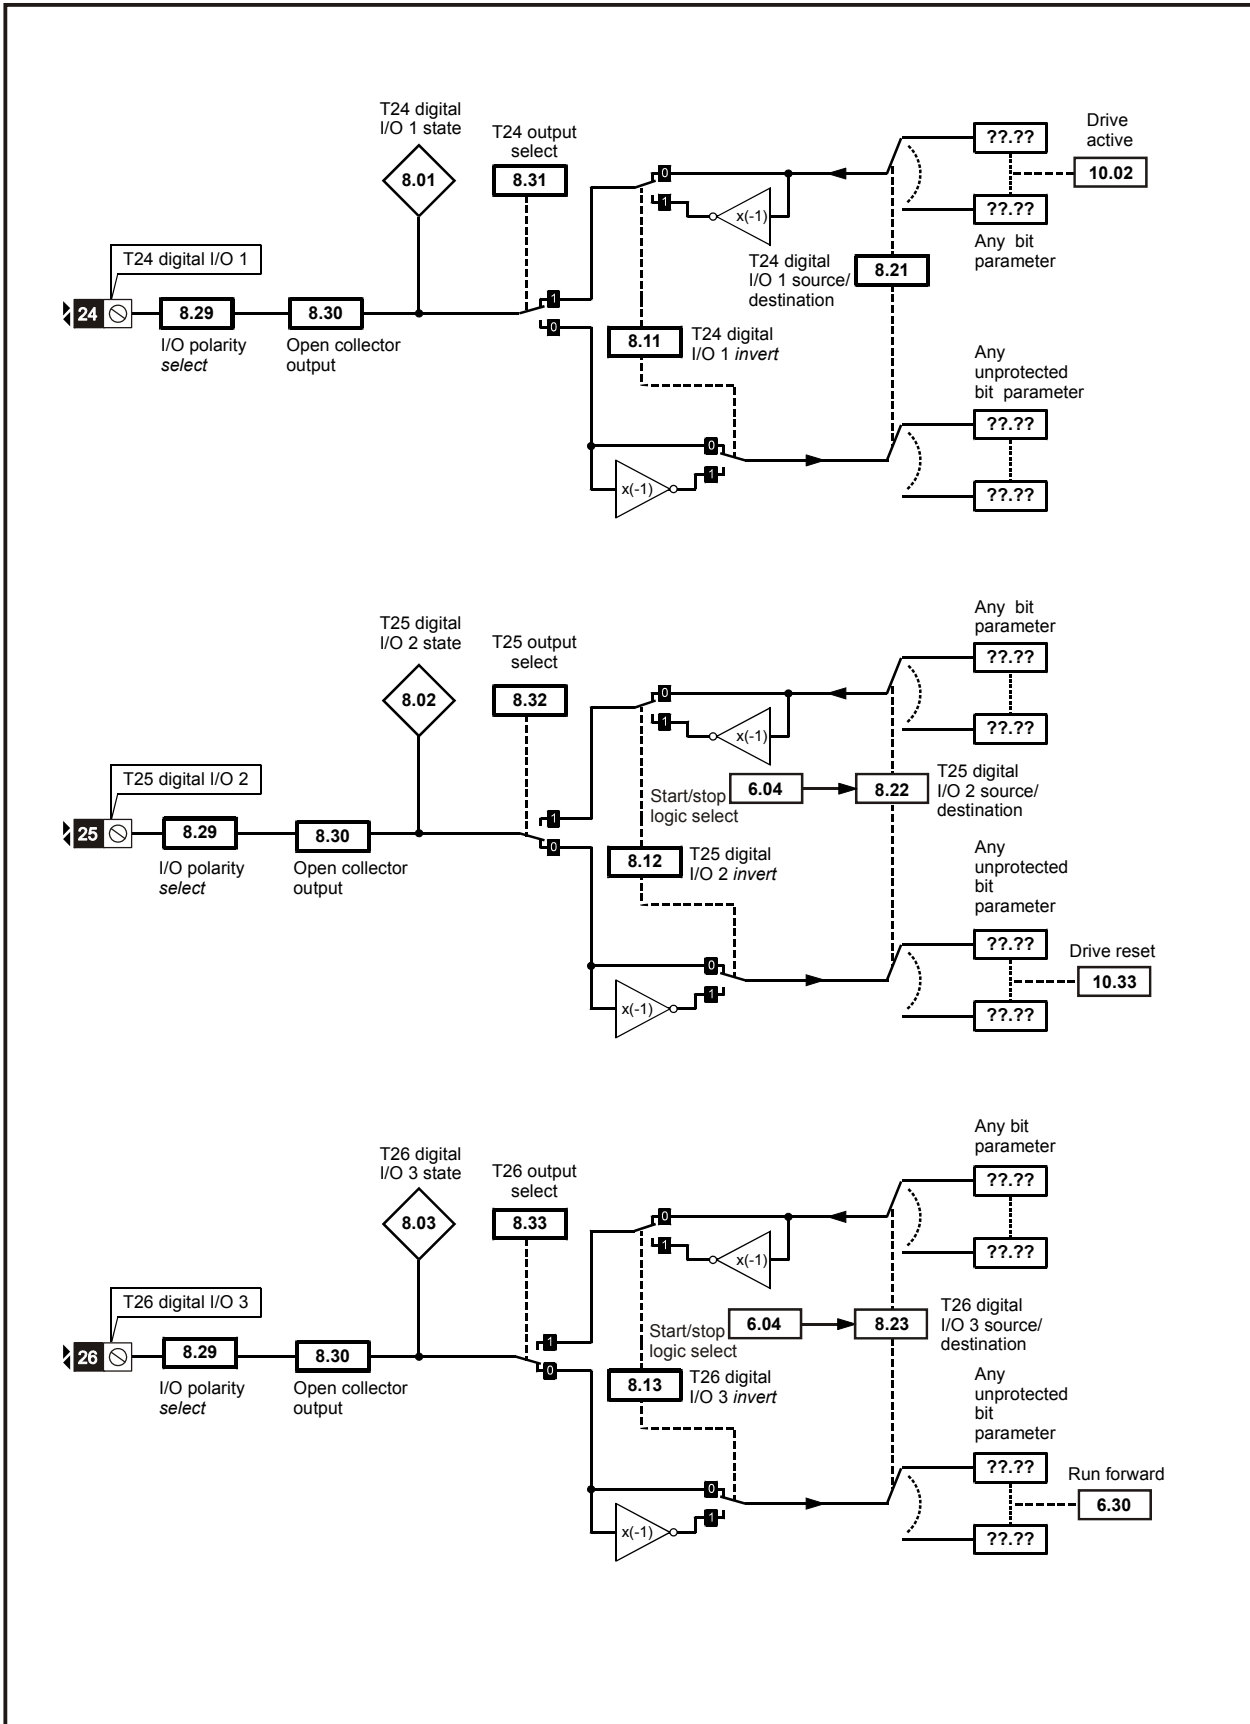 T24 digital
I/O 1 state
8.01
T24 output
select
8.31
0
1
x(-1)
??.??
??.??
Drive
active
10.02
Any bit
parameter
T24 digital I/O 1
24
8.29
I/O polarity
select
8.30
Open collector
output
1
0
T24 digital
I/O 1 source/
destination
8.21
8.11
T24 digital
I/O 1 invert
Any
unprotected
bit parameter
??.??
??.??
0
1
x(-1)
T25 digital
I/O 2 state
8.02
T25 output
select
8.32
0
1
x(-1)
Any bit
parameter
??.??
??.??
T25 digital I/O 2
25
8.29
I/O polarity
select
8.30
Open collector
output
1
0
Start/stop
logic select
6.04
8.22
T25 digital
I/O 2 source/
destination
8.12
T25 digital
I/O 2 invert
Any
unprotected
bit
parameter
??.??
??.??
Drive reset
10.33
0
1
x(-1)
T26 digital
I/O 3 state
8.03
T26 output
select
8.33
0
1
x(-1)
Any bit
parameter
??.??
??.??
T26 digital I/O 3
26
8.29
I/O polarity
select
8.30
Open collector
output
1
0
Start/stop
logic select
6.04
8.23
T26 digital
I/O 3 source/
destination
8.13
T26 digital
I/O 3 invert
Any
unprotected
bit
parameter
??.??
??.??
Run forward
6.30
0
1
x(-1)